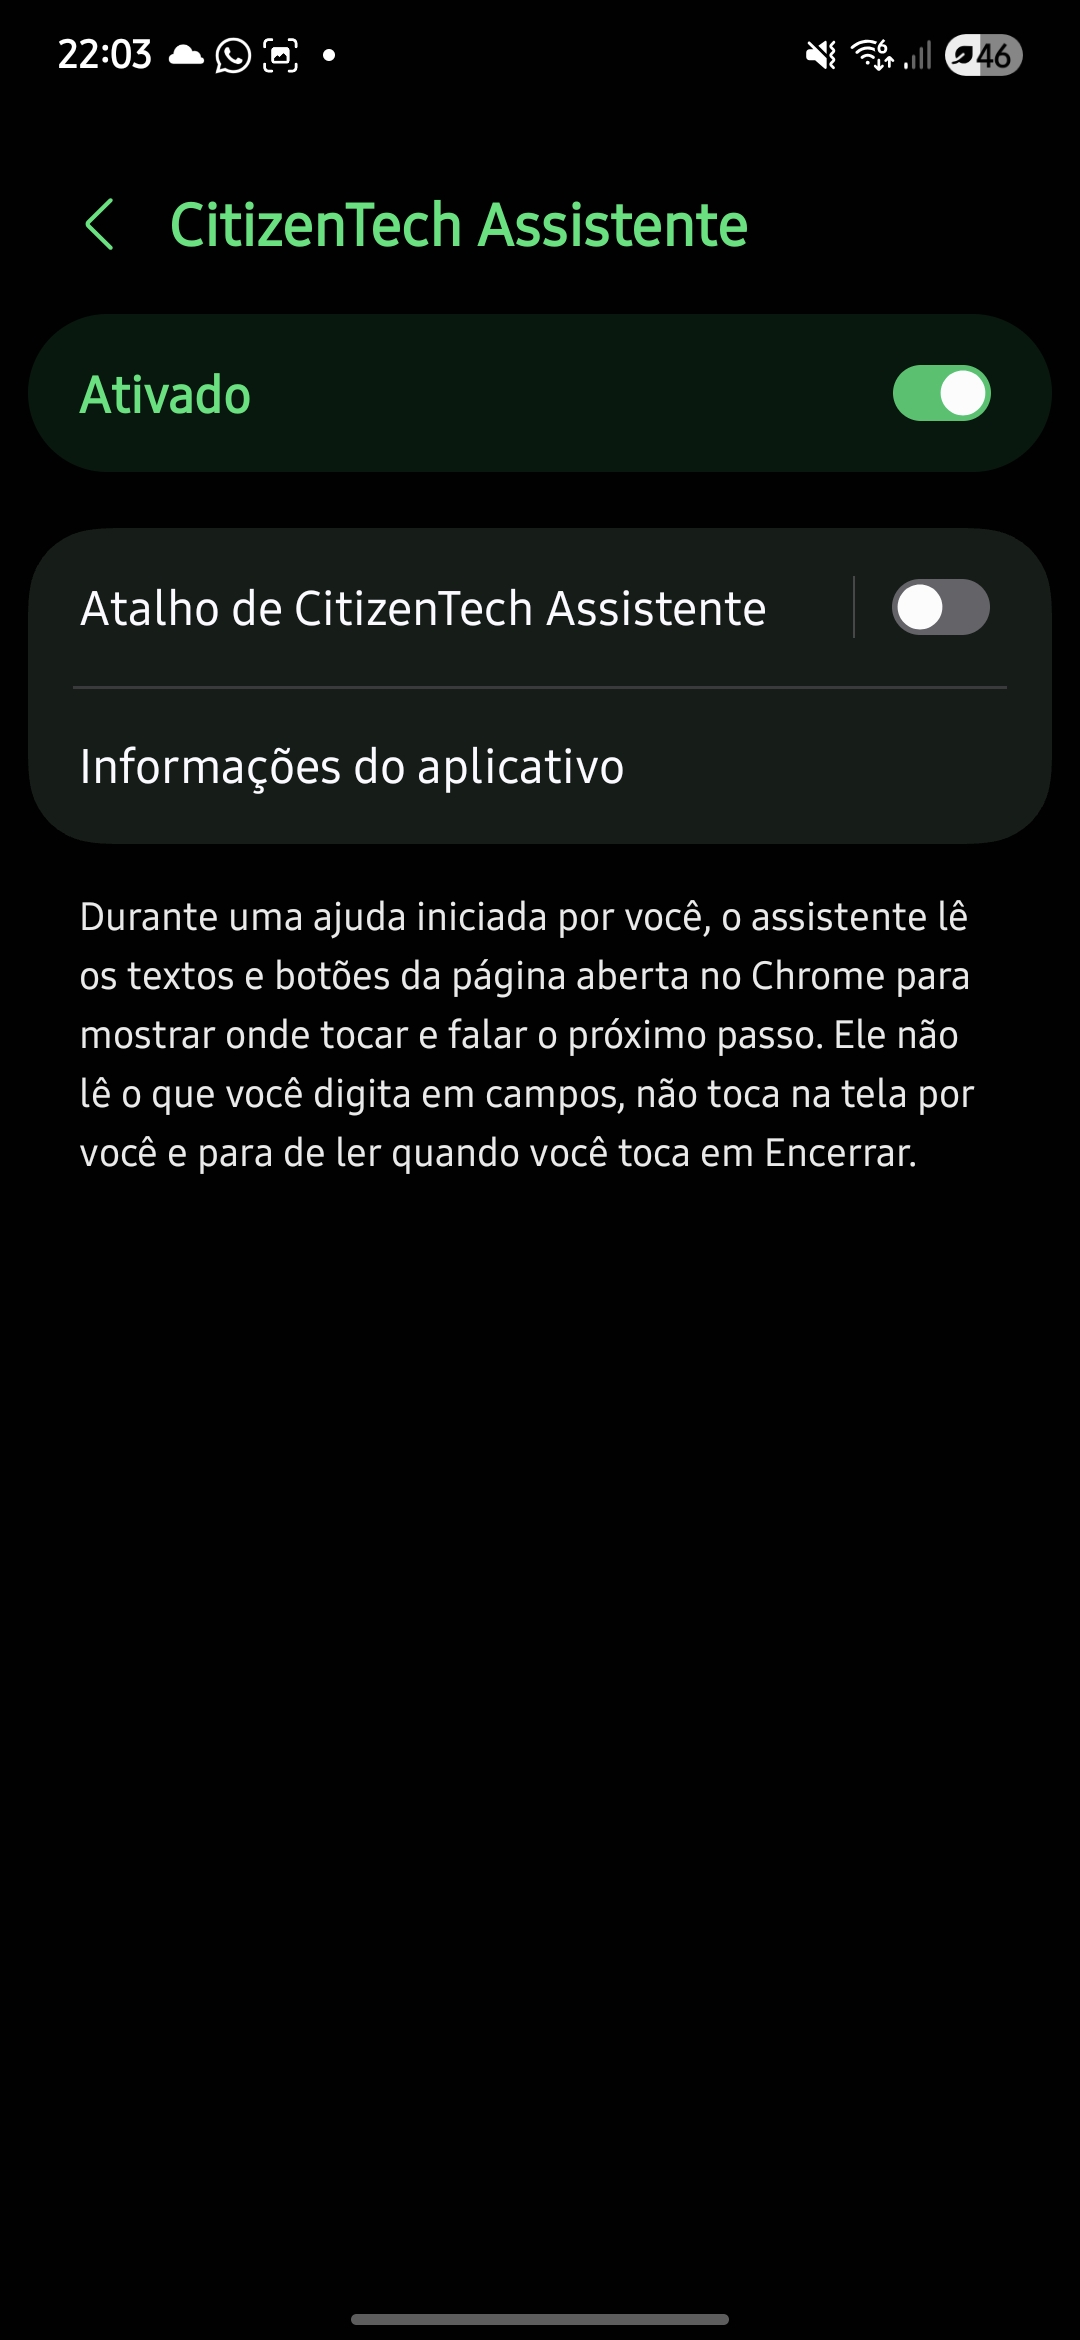 22:03
6
46
CitizenTech Assistente
Ativado
Atalho de CitizenTech Assistente
Informações do aplicativo
Durante uma ajuda iniciada por você, o assistente lê
os textos e botões da página aberta no Chrome para
mostrar onde tocar e falar o próximo passo. Ele não
lê o que você digita em campos, não toca na tela por
você e para de ler quando você toca em Encerrar.